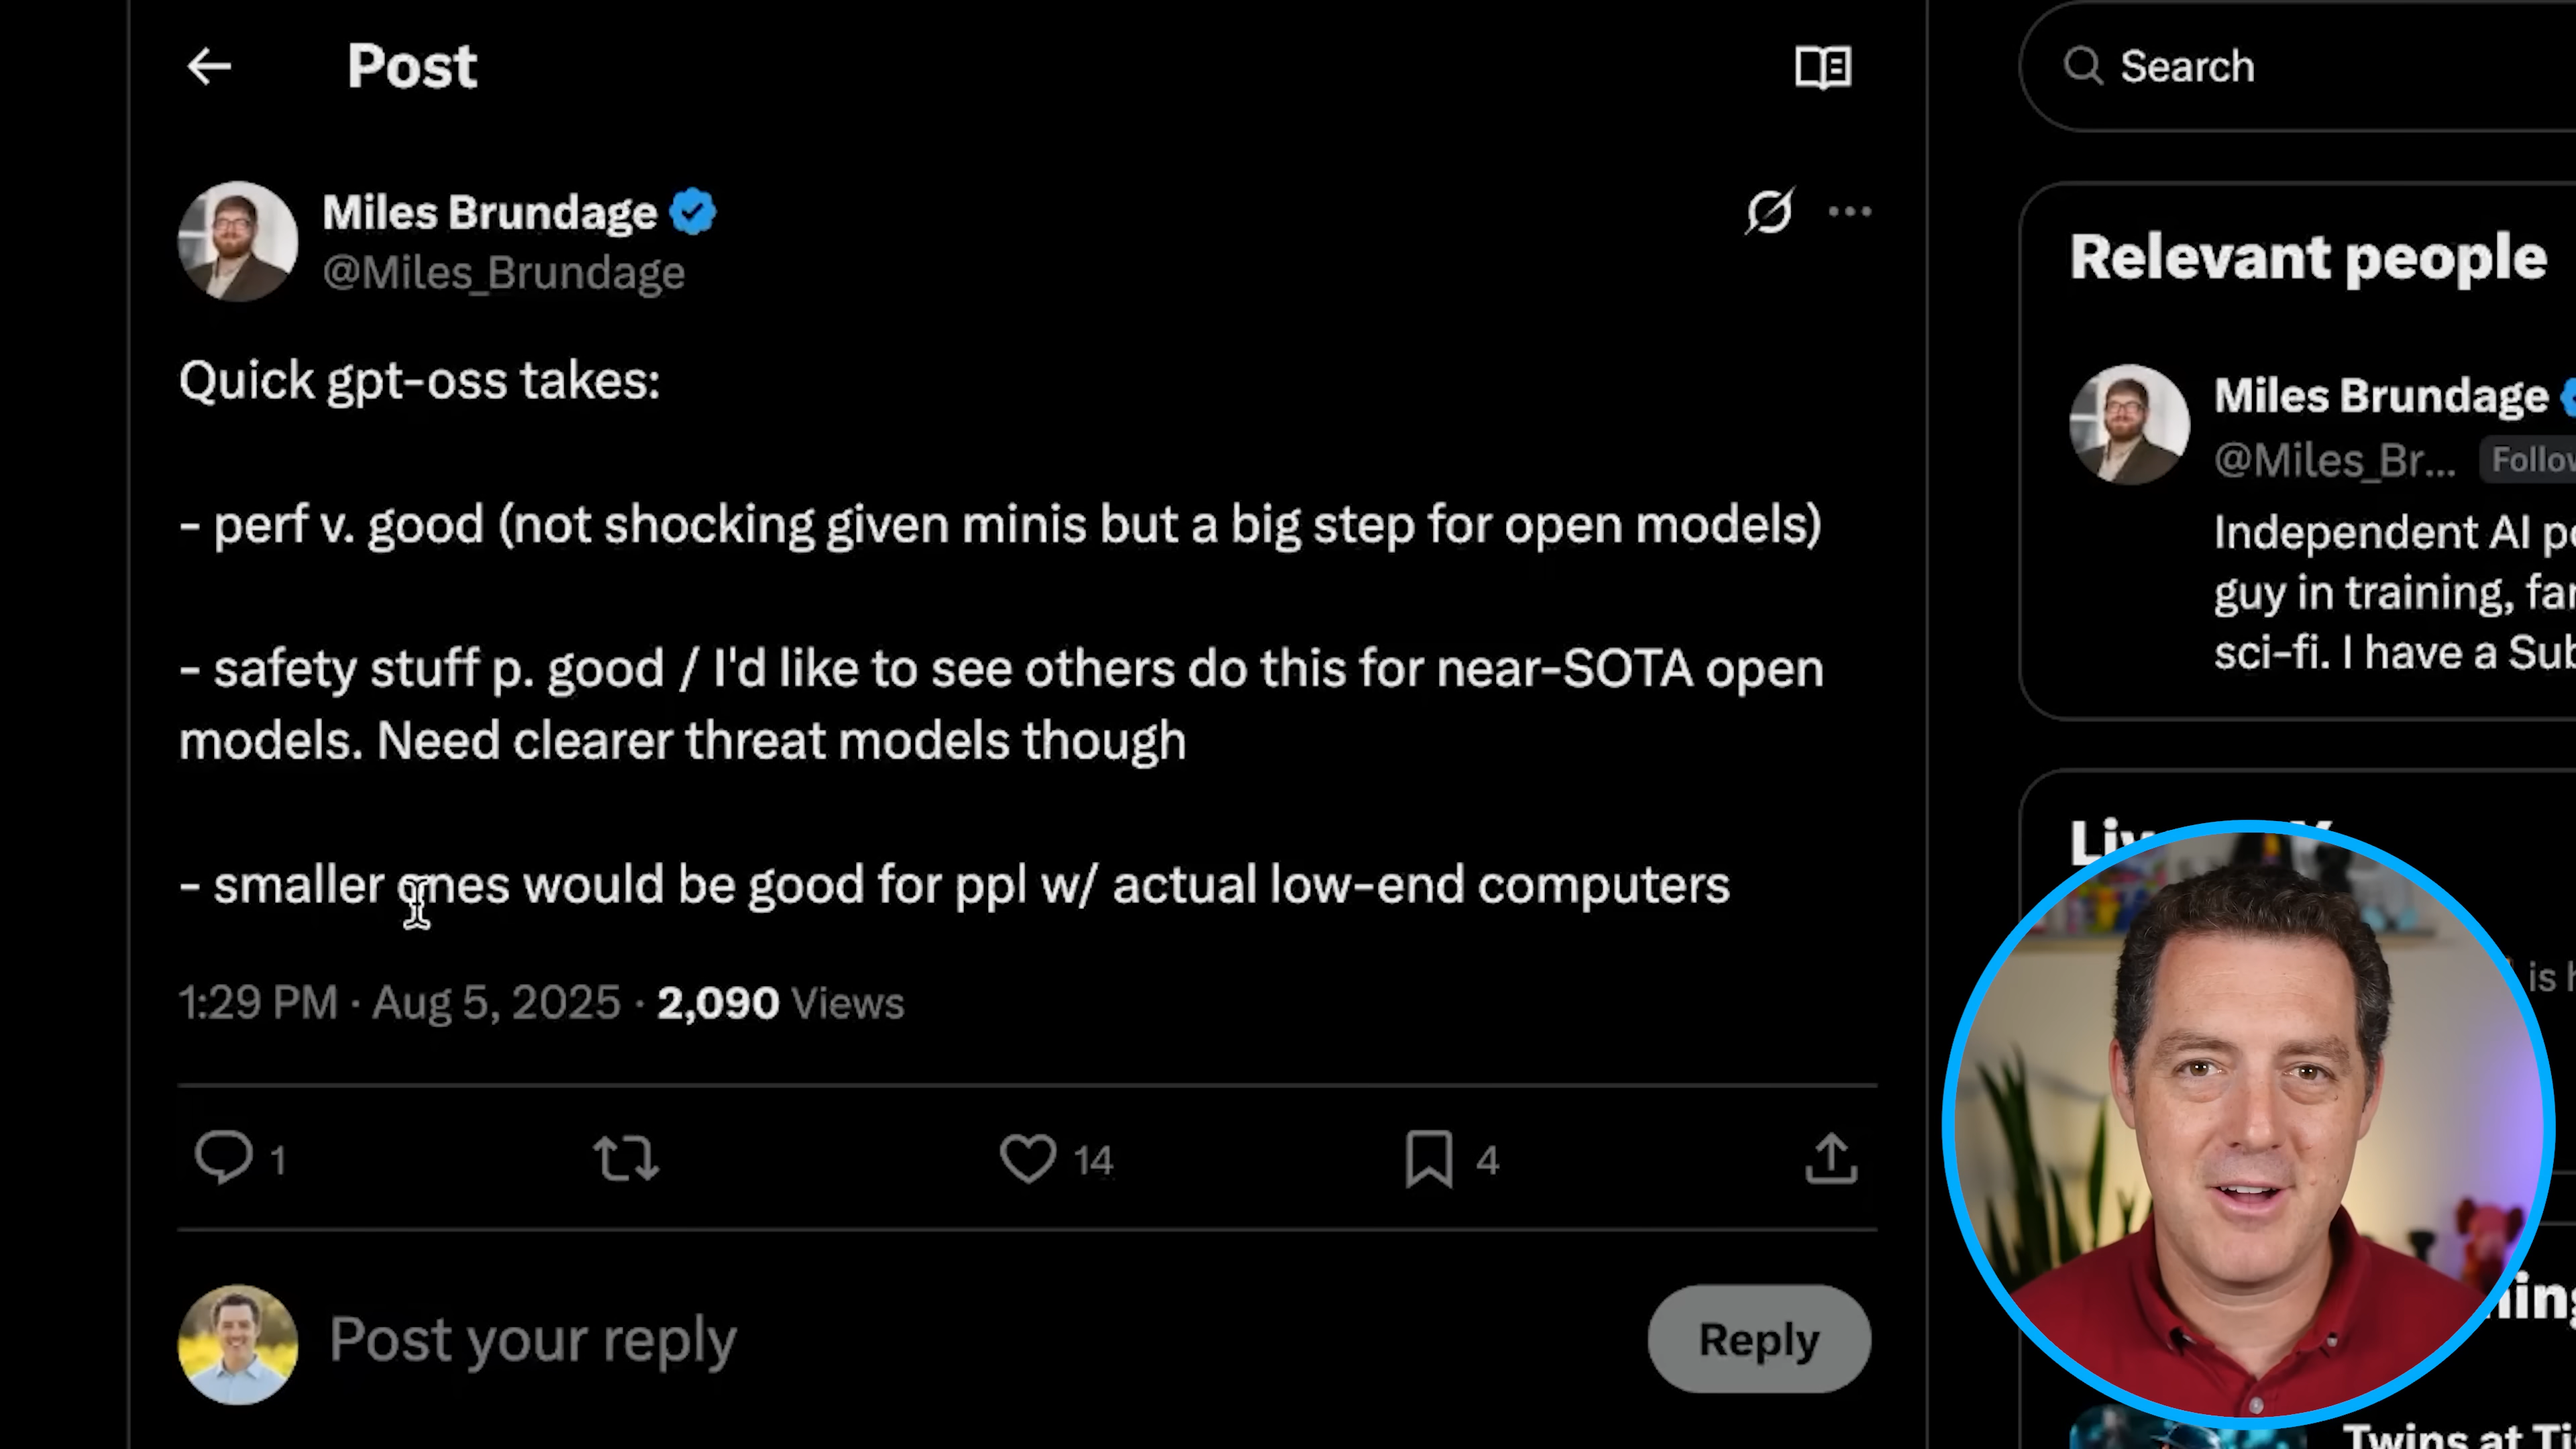 Post
Search
Miles Brundage
@Miles_Brundage
Quick gpt-oss takes:
- perf v. good (not shocking given minis but a big step for open models)
- safety stuff p. good / I'd like to see others do this for near-SOTA open
models. Need clearer threat models though
- smaller ones would be good for ppl w/ actual low-end computers
1:29 PM · Aug 5, 2025 · 2,090 Views
1
14
4
Post your reply
Reply
Relevant people
Miles Brundage
@Miles_Br...
Independent AI
guy in training,
sci-fi. I have a
is
Twins at